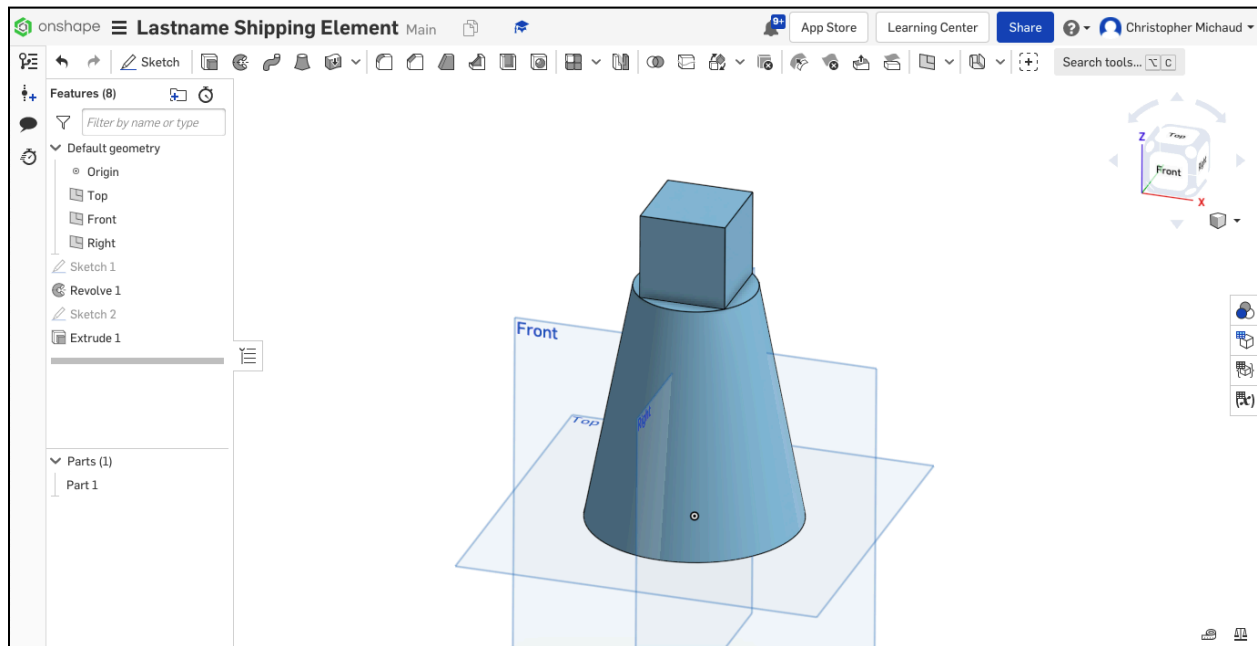 onshape Lastname Shipping Element Main 9+ App Store Learning Center Share Christopher Michaud
Sketch Search tools... ⌥ C
Features (8)
Filter by name or type
Default geometry
Origin
Top
Front
Right
Sketch 1
Revolve 1
Sketch 2
Extrude 1
Parts (1)
Part 1
Front
Top
Right
Z
Top
Front
X
(x)